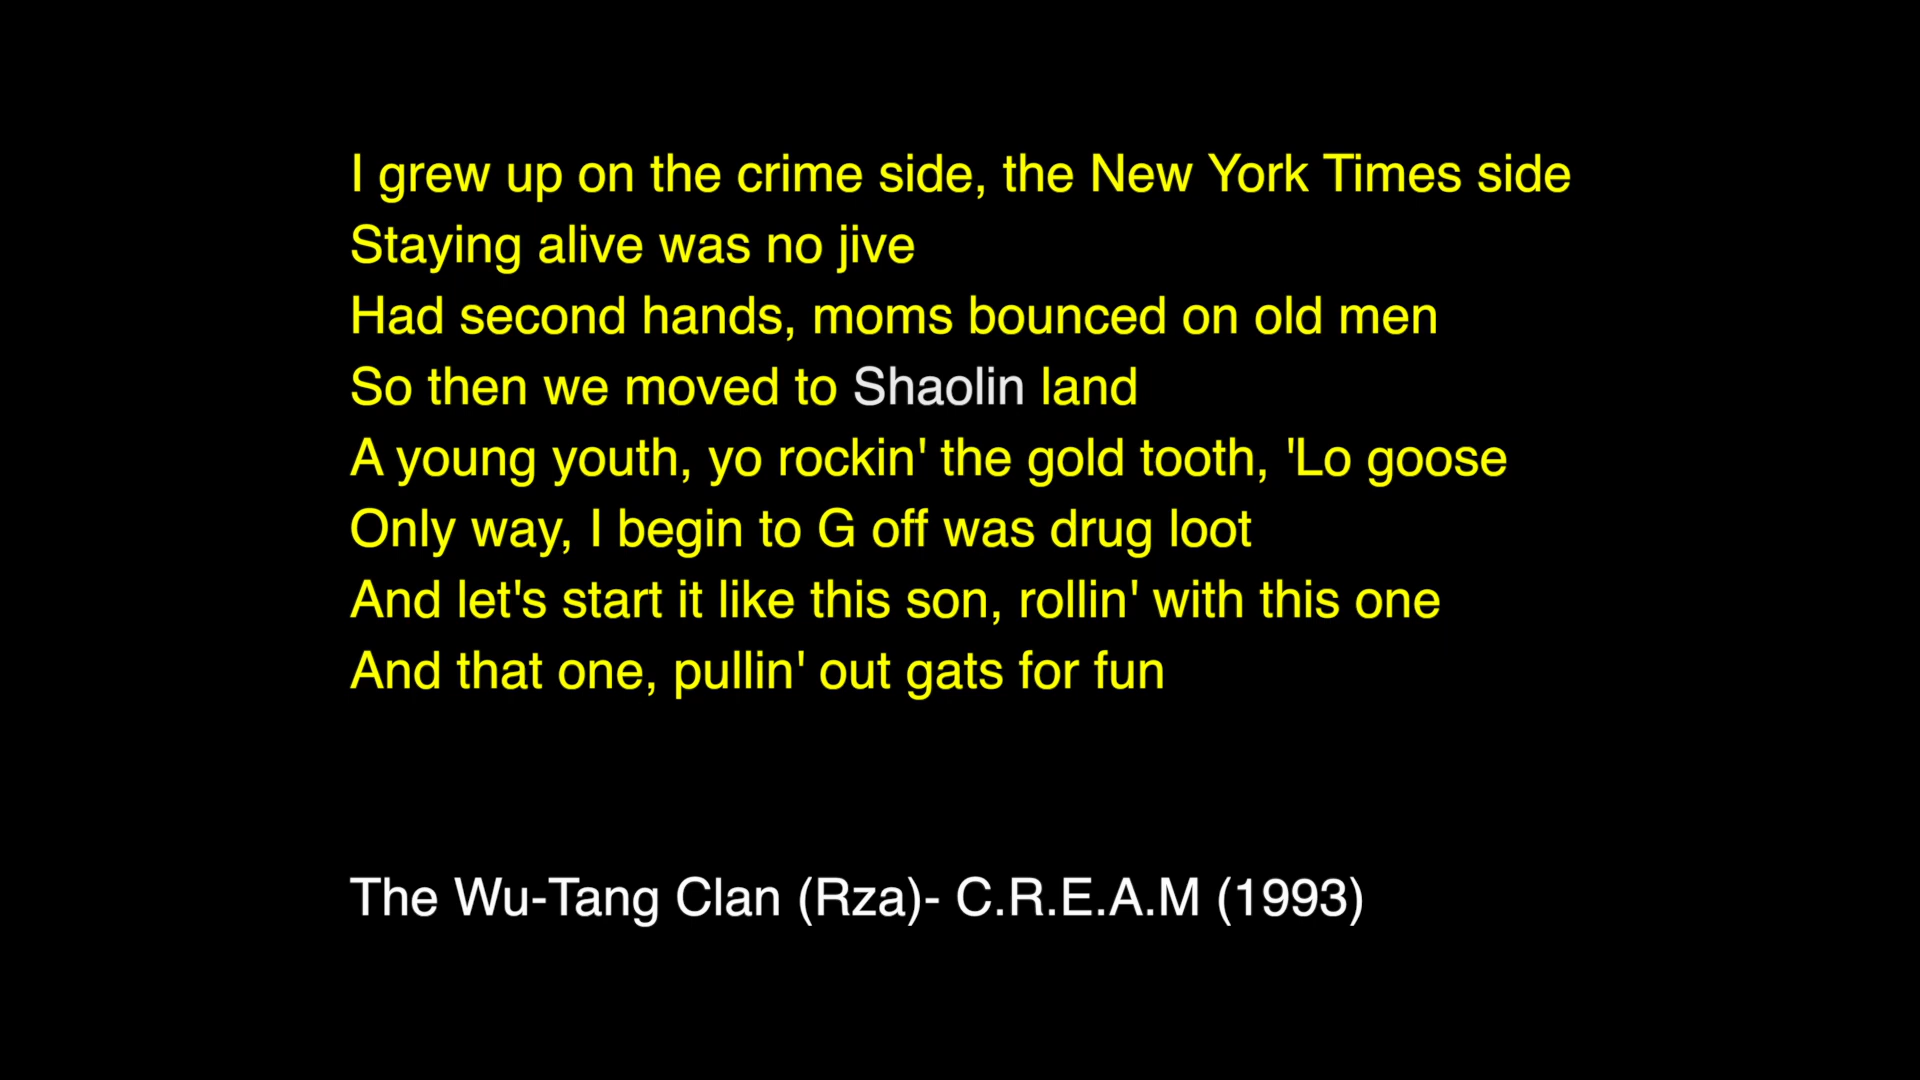 I grew up on the crime side, the New York Times side
Staying alive was no jive
Had second hands, moms bounced on old men
So then we moved to Shaolin land
A young youth, yo rockin' the gold tooth, 'Lo goose
Only way, I begin to G off was drug loot
And let's start it like this son, rollin' with this one
And that one, pullin' out gats for fun
The Wu-Tang Clan (Rza)- C.R.E.A.M (1993)